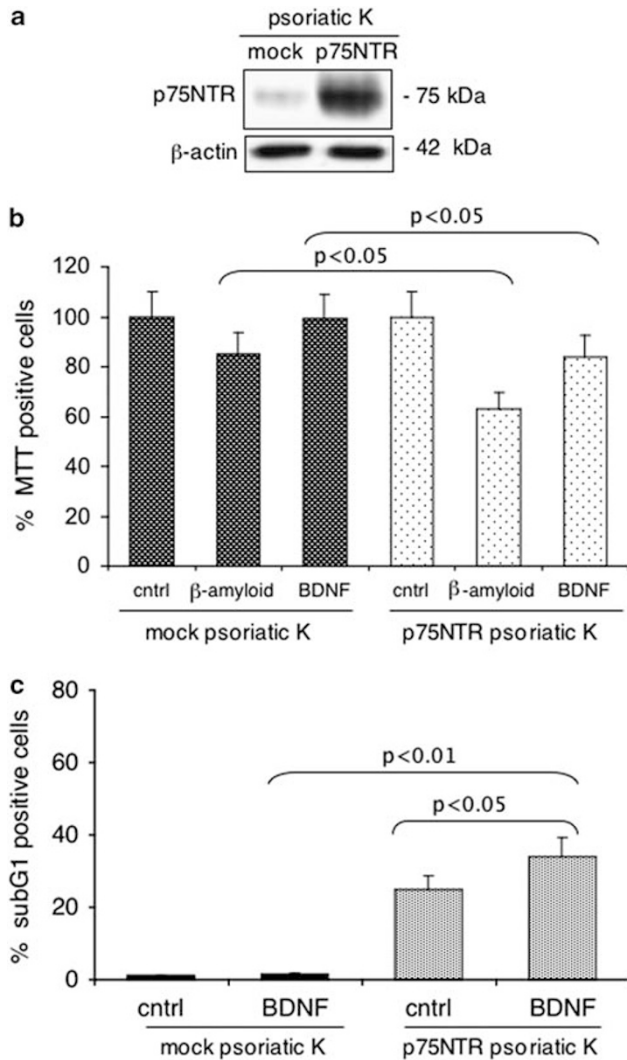 a
psoriatic K
mock p75NTR
p75NTR - 75 kDa
β-actin - 42 kDa
b
p<0.05
p<0.05
120
100
80
60
40
20
0
% MTT positive cells
cntrl β-amyloid BDNF cntrl β-amyloid BDNF
mock psoriatic K p75NTR psoriatic K
c
80
60
40
20
0
% subG1 positive cells
p<0.01
p<0.05
cntrl BDNF cntrl BDNF
mock psoriatic K p75NTR psoriatic K